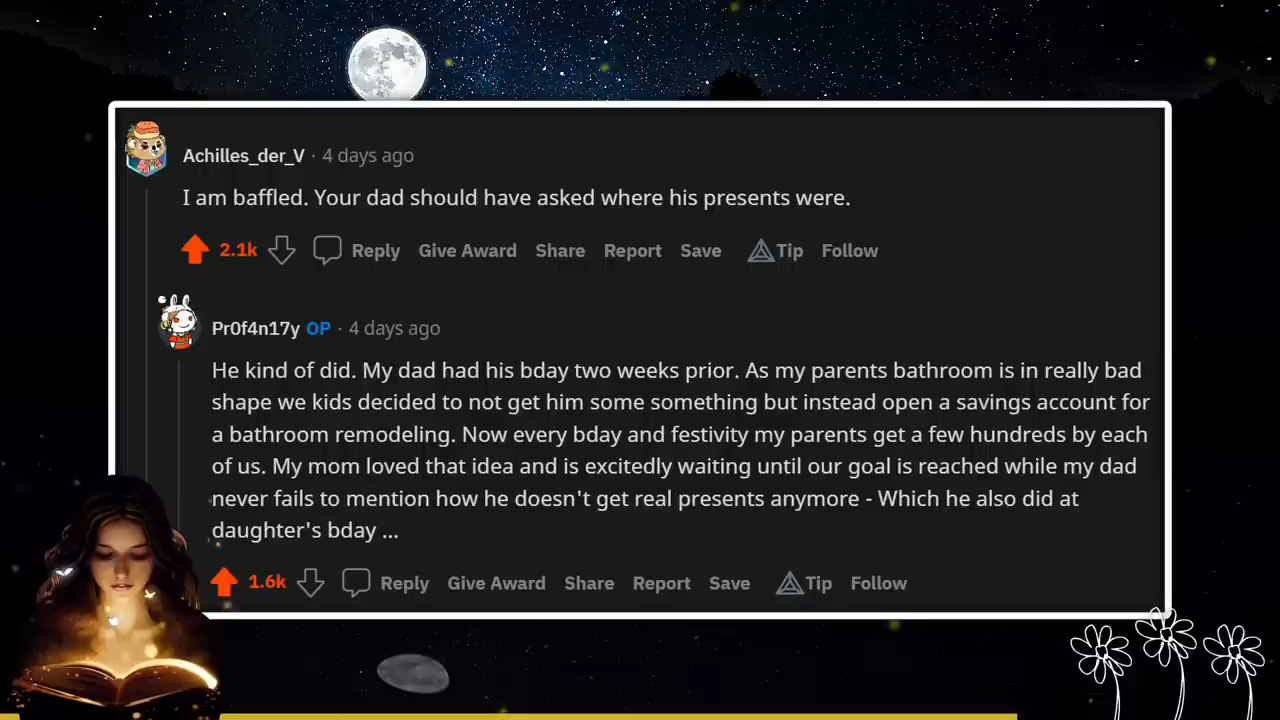 Achilles_der_V · 4 days ago
I am baffled. Your dad should have asked where his presents were.
2.1k Reply Give Award Share Report Save Tip Follow
Pr0f4n17y OP · 4 days ago
He kind of did. My dad had his bday two weeks prior. As my parents bathroom is in really bad
shape we kids decided to not get him some something but instead open a savings account for
a bathroom remodeling. Now every bday and festivity my parents get a few hundreds by each
of us. My mom loved that idea and is excitedly waiting until our goal is reached while my dad
never fails to mention how he doesn't get real presents anymore - Which he also did at
daughter's bday ...
1.6k Reply Give Award Share Report Save Tip Follow